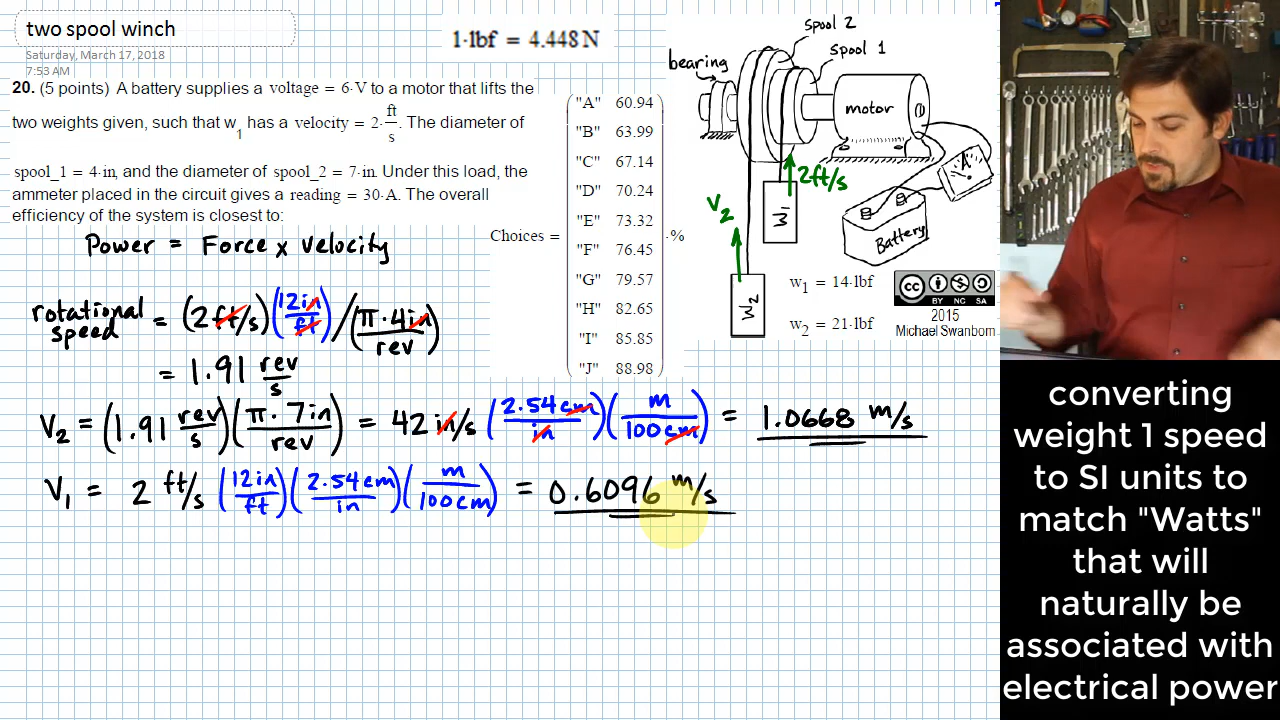 two spool winch
Saturday, March 17, 2018
7:53 AM
1·lbf = 4.448 N
20. (5 points) A battery supplies a voltage = 6·V to a motor that lifts the
two weights given, such that w1 has a velocity = 2· ft/s. The diameter of
spool_1 = 4·in, and the diameter of spool_2 = 7·in. Under this load, the
ammeter placed in the circuit gives a reading = 30·A. The overall
efficiency of the system is closest to:
Choices =
"A" 60.94
"B" 63.99
"C" 67.14
"D" 70.24
"E" 73.32
"F" 76.45
"G" 79.57
"H" 82.65
"I" 85.85
"J" 88.98
·%
spool 2
spool 1
bearing
motor
2ft/s
V2
W1
W2
A
Battery
w1 = 14·lbf
w2 = 21·lbf
cc
BY NC SA
2015
Michael Swanbom
Power = Force x Velocity
rotational speed = (2 ft/s)(12in/ft)/(π·4in/rev)
= 1.91 rev/s
V2 = (1.91 rev/s)(π·7in/rev) = 42 in/s (2.54cm/in)(m/100cm) = 1.0668 m/s
V1 = 2 ft/s (12in/ft)(2.54cm/in)(m/100cm) = 0.6096 m/s
converting
weight 1 speed
to SI units to
match "Watts"
that will
naturally be
associated with
electrical power